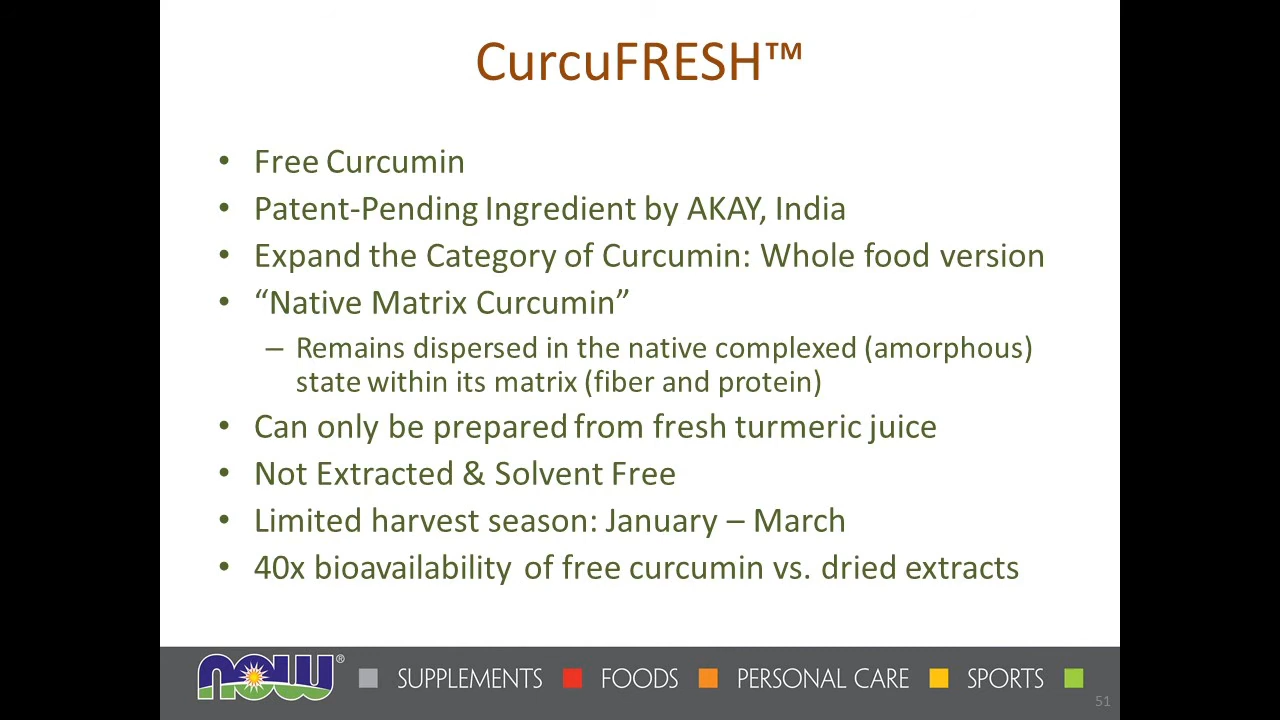 CurcuFRESH™
• Free Curcumin
• Patent-Pending Ingredient by AKAY, India
• Expand the Category of Curcumin: Whole food version
• “Native Matrix Curcumin”
– Remains dispersed in the native complexed (amorphous)
state within its matrix (fiber and protein)
• Can only be prepared from fresh turmeric juice
• Not Extracted & Solvent Free
• Limited harvest season: January – March
• 40x bioavailability of free curcumin vs. dried extracts
now® SUPPLEMENTS FOODS PERSONAL CARE SPORTS
51